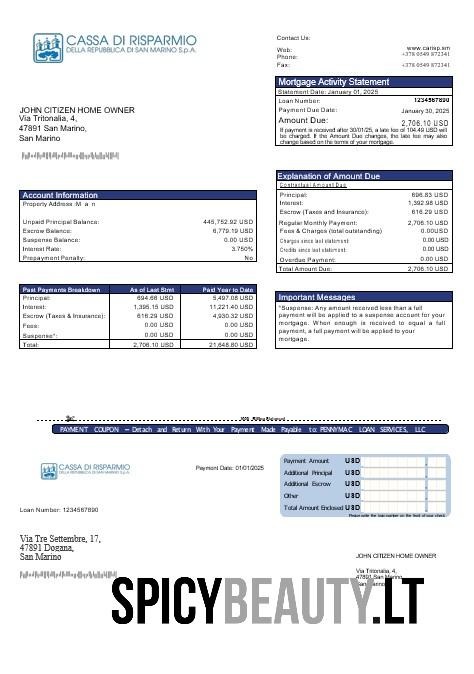 CASSA DI RISPARMIO
DELLA REPUBBLICA DI SAN MARINO S.p.A.
Contact Us:
Web: www.carisp.sm
Phone: +378 0549 872341
Fax: +378 0549 872341
Mortgage Activity Statement
Statement Date: January 01, 2025
Loan Number: 1234567890
Payment Due Date: January 30, 2025
Amount Due: 2,706.10 USD
If payment is received after 30/01/25, a late fee of 104.49 USD will
be charged. If the Amount Due changes, the late fee may also
change based on the terms of your mortgage.
JOHN CITIZEN HOME OWNER
Via Tritonalia, 4,
47891 San Marino,
San Marino
Account Information
Property Address
Unpaid Principal Balance: 445,752.92 USD
Escrow Balance: 6,779.19 USD
Suspense Balance: 0.00 USD
Interest Rate: 3.750%
Prepayment Penalty: No
Explanation of Amount Due
Contractual Amount Due
Principal: 696.83 USD
Interest: 1,392.98 USD
Escrow (Taxes and Insurance): 616.29 USD
Regular Monthly Payment: 2,706.10 USD
Fees & Charges (total outstanding) 0.00USD
Charges since last statement: 0.00 USD
Credits since last statement: 0.00 USD
Overdue Payment: 0.00 USD
Total Amount Due: 2,706.10 USD
Past Payments Breakdown As of Last Stmt Paid Year to Date
Principal: 694.66 USD 5,497.08 USD
Interest: 1,395.15 USD 11,221.40 USD
Escrow (Taxes & Insurance): 616.29 USD 4,930.32 USD
Fees: 0.00 USD 0.00 USD
Suspense*: 0.00 USD 0.00 USD
Total: 2,706.10 USD 21,648.80 USD
Important Messages
*Suspense: Any amount received less than a full
payment will be applied to a suspense account for your
mortgage. When enough is received to equal a full
payment, a full payment will be applied to your
mortgage.
PAYMENT COUPON – Detach and Return With Your Payment Made Payable to: PENNYMAC LOAN SERVICES, LLC
CASSA DI RISPARMIO
DELLA REPUBBLICA DI SAN MARINO S.p.A.
Payment Date: 01/01/2025
Payment Amount USD
Additional Principal USD
Additional Escrow USD
Other USD
Total Amount Enclosed USD
Please write the loan number on the front of your check.
Loan Number: 1234567890
Via Tre Settembre, 17,
47891 Dogana,
San Marino
JOHN CITIZEN HOME OWNER
Via Tritonalia, 4,
47891 San Marino,
SPICYBEAUTY.LT